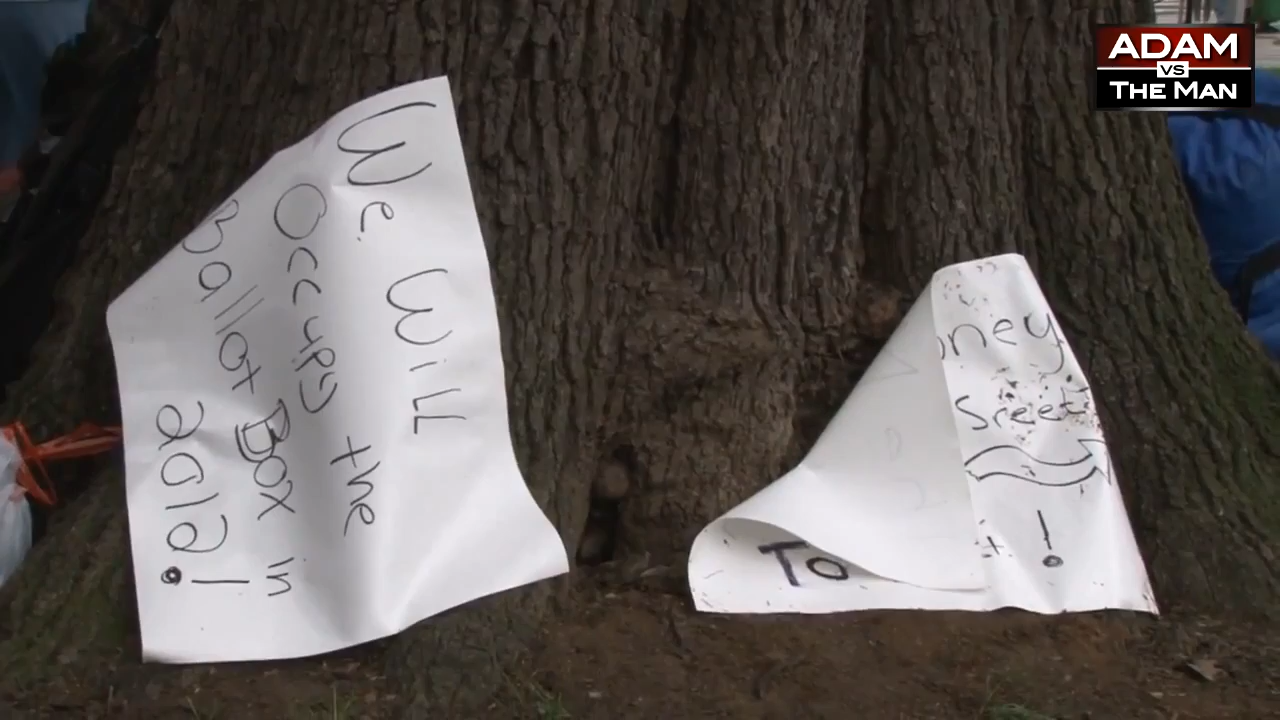 We Will
Occupy the
Ballot Box in
2012!
oney
Sreet
!
To
ADAM
VS
THE MAN